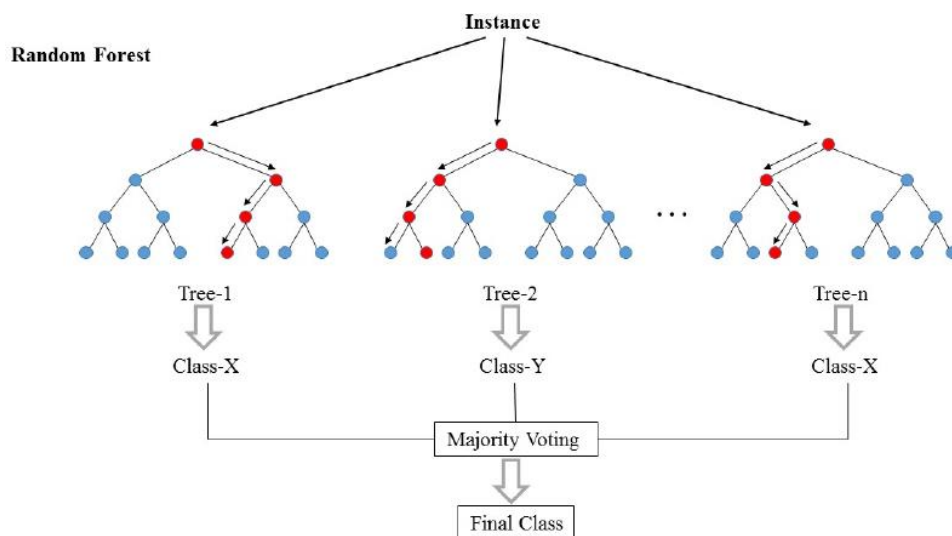 Instance
Random Forest
...
Tree-1
Tree-2
Tree-n
Class-X
Class-Y
Class-X
Majority Voting
Final Class